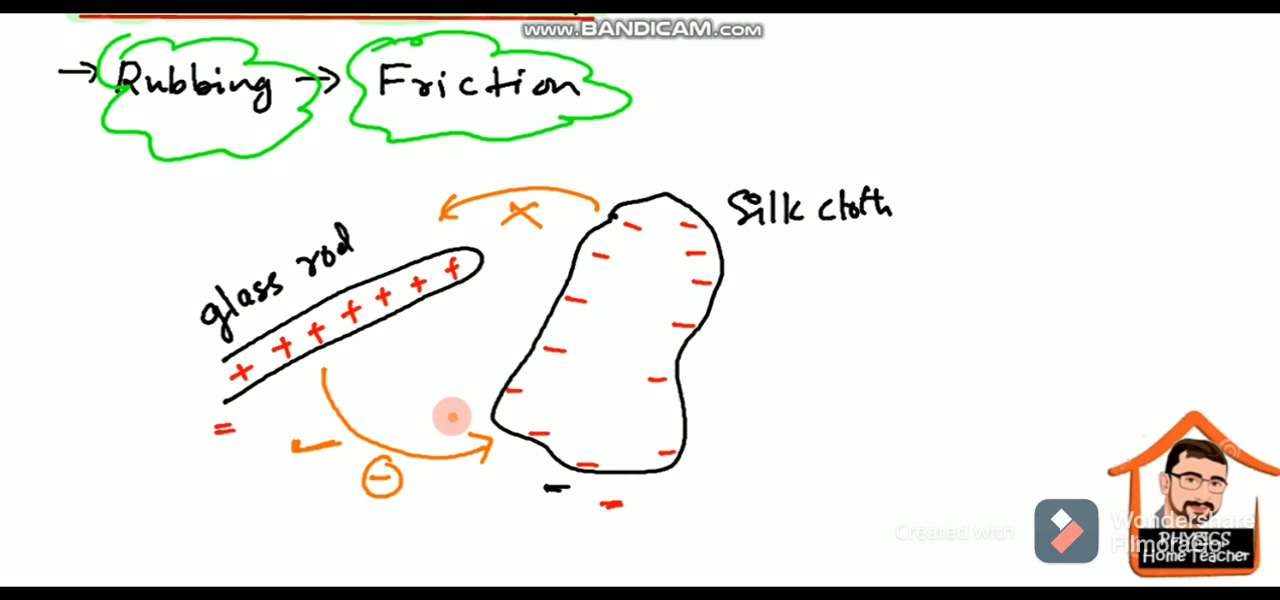 www.BANDICAM.com
→ Rubbing → Friction
Silk cloth
glass rod
+ + + + + + +
Created with
Wondershare
Filmora
PHYSICS
Home Teacher